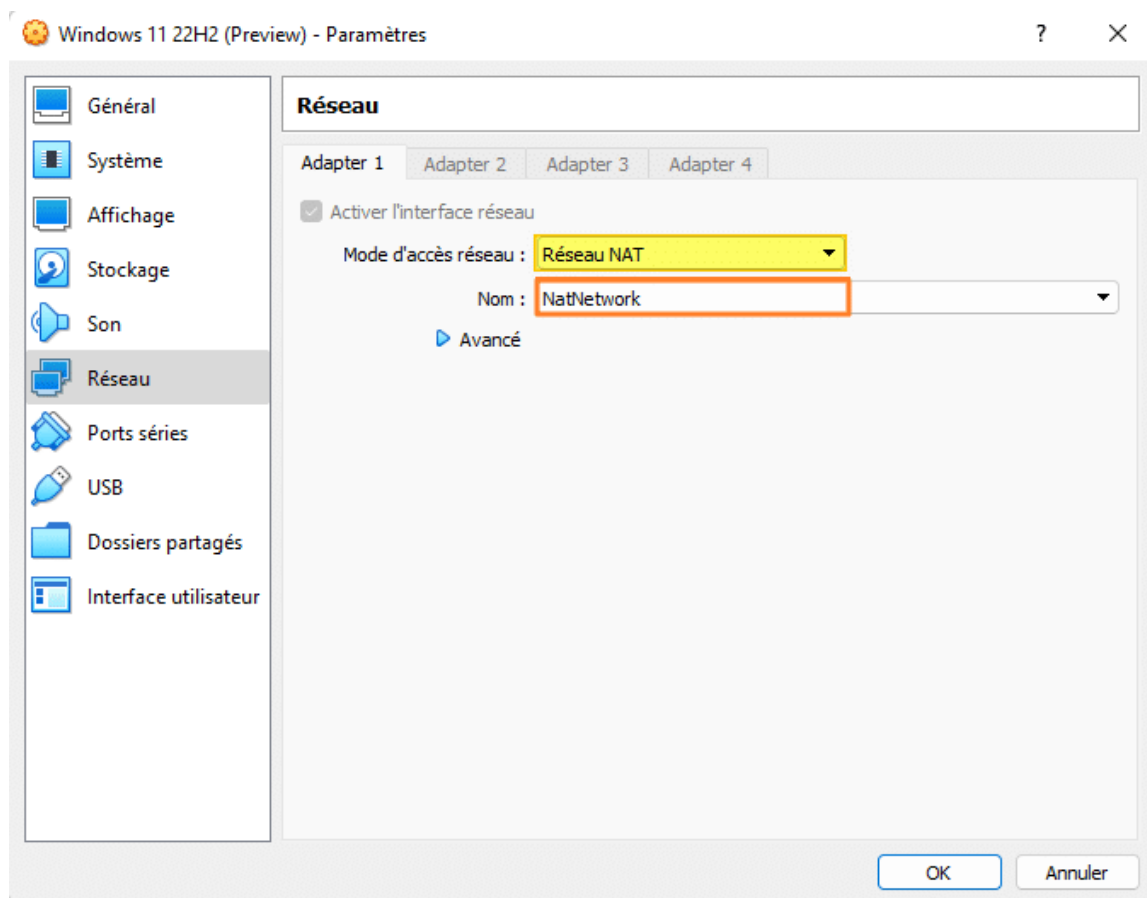 Windows 11 22H2 (Preview) - Paramètres
?
Général
Système
Affichage
Stockage
Son
Réseau
Ports séries
USB
Dossiers partagés
Interface utilisateur
Réseau
Adapter 1 Adapter 2 Adapter 3 Adapter 4
Activer l'interface réseau
Mode d'accès réseau : Réseau NAT
Nom : NatNetwork
Avancé
OK Annuler